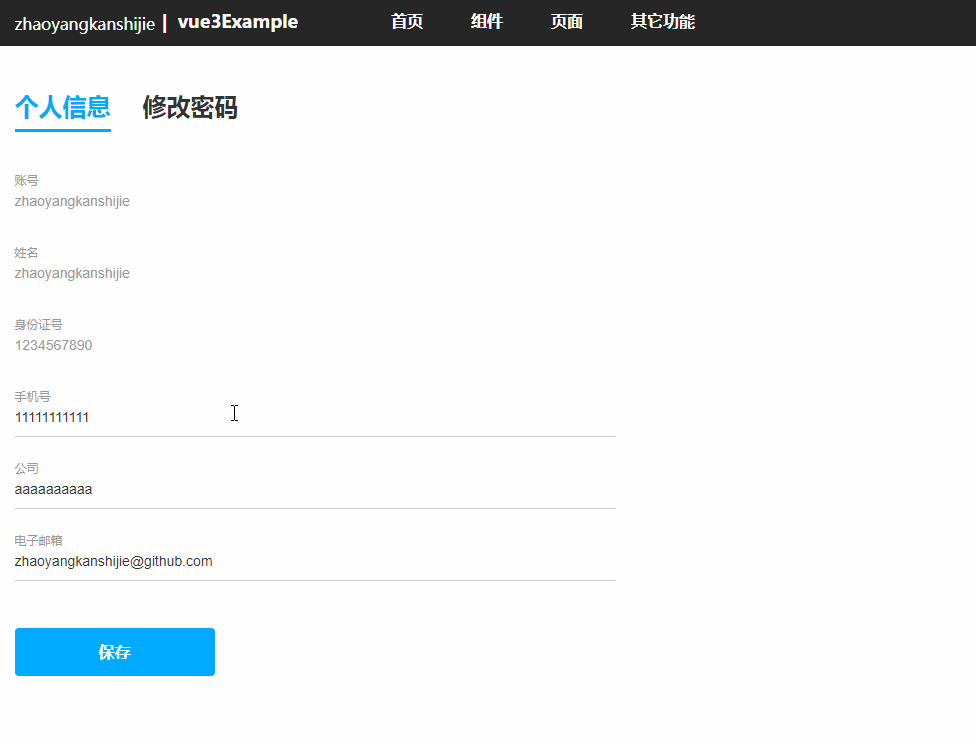 zhaoyangkanshijie | vue3Example 首页 组件 页面 其它功能
个人信息 修改密码
账号
zhaoyangkanshijie
姓名
zhaoyangkanshijie
身份证号
1234567890
手机号
11111111111
公司
aaaaaaaaaa
电子邮箱
zhaoyangkanshijie@github.com
保存